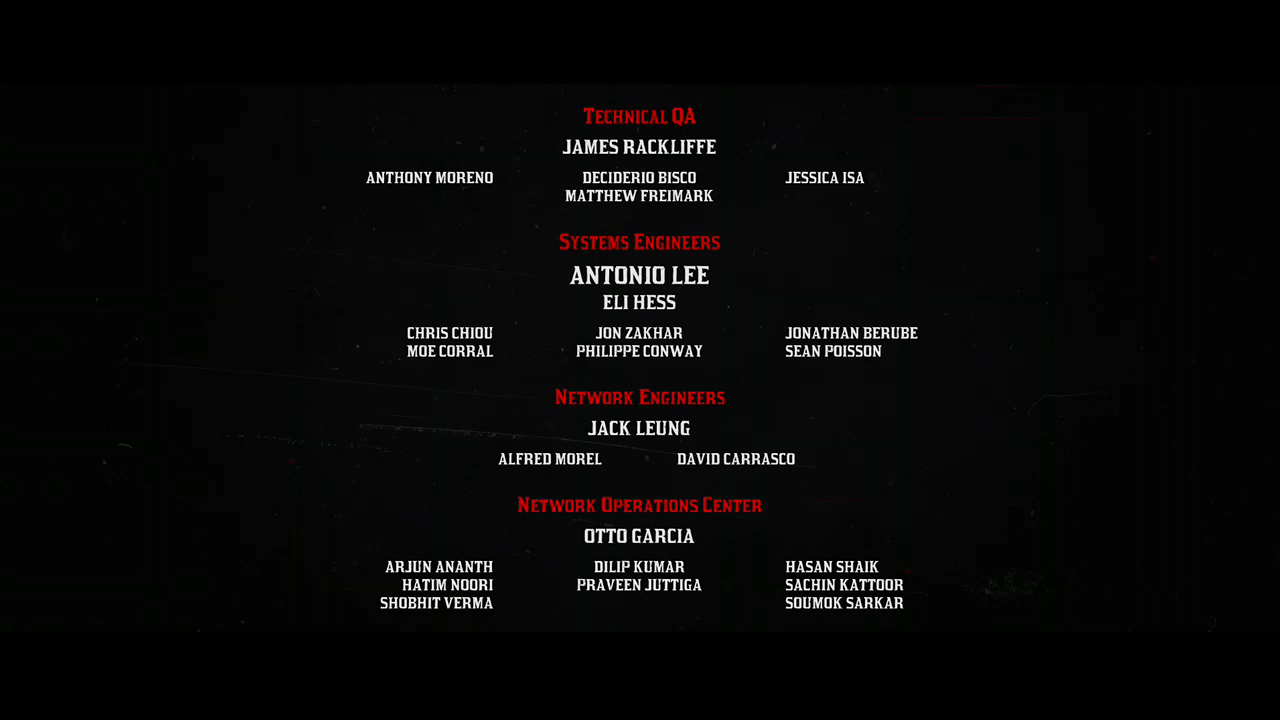 Technical QA
JAMES RACKLIFFE
ANTHONY MORENO DECIDERIO BISCO JESSICA ISA
MATTHEW FREIMARK
Systems Engineers
ANTONIO LEE
ELI HESS
CHRIS CHIOU JON ZAKHAR JONATHAN BERUBE
MOE CORRAL PHILIPPE CONWAY SEAN POISSON
Network Engineers
JACK LEUNG
ALFRED MOREL DAVID CARRASCO
Network Operations Center
OTTO GARCIA
ARJUN ANANTH DILIP KUMAR HASAN SHAIK
HATIM NOORI PRAVEEN JUTTIGA SACHIN KATTOOR
SHOBHIT VERMA SOUMOK SARKAR